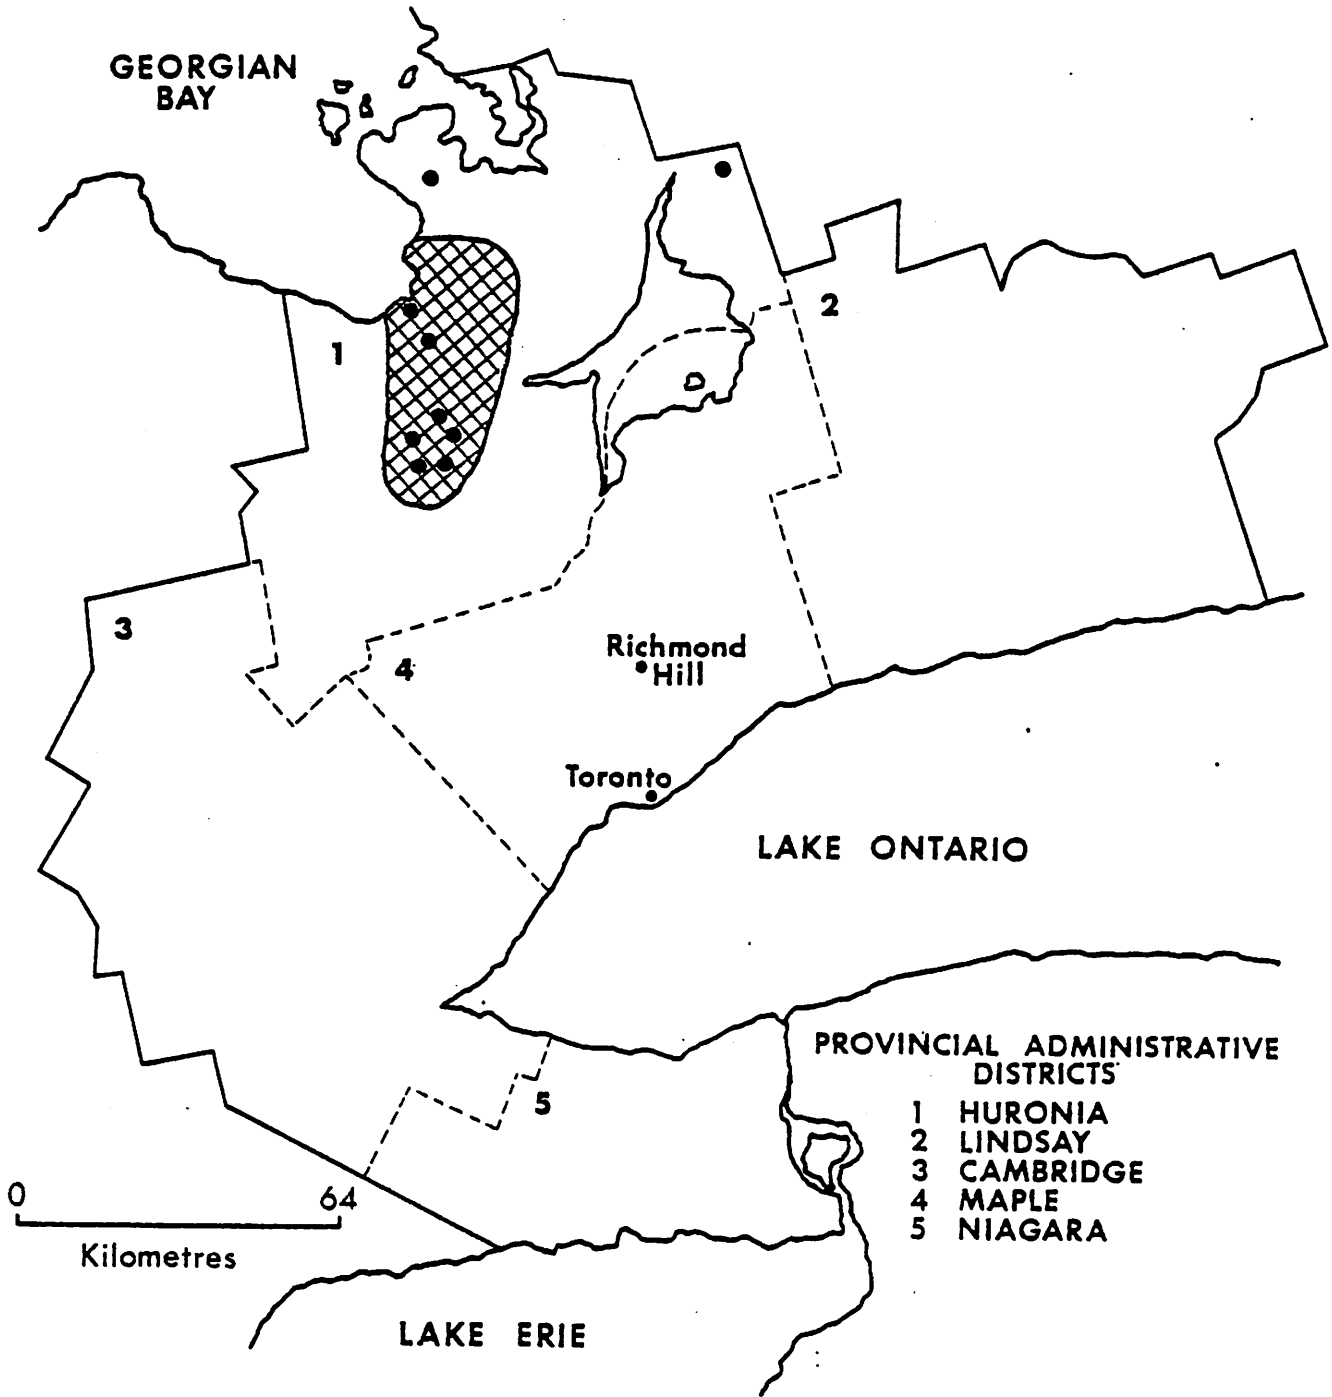 GEORGIAN
BAY
1
2
3
4
Richmond
Hill
Toronto
LAKE ONTARIO
5
PROVINCIAL ADMINISTRATIVE
DISTRICTS
1 HURONIA
2 LINDSAY
3 CAMBRIDGE
4 MAPLE
5 NIAGARA
0 64
Kilometres
LAKE ERIE